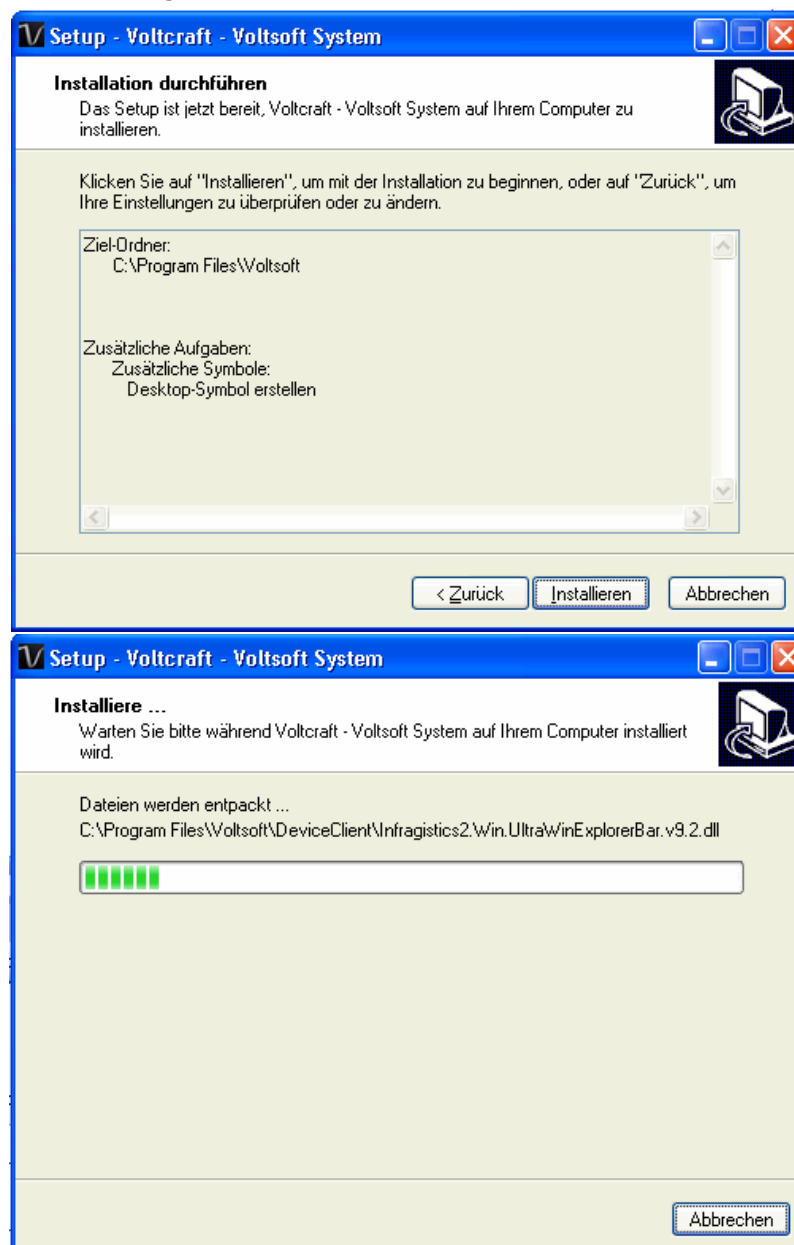 Setup - Voltcraft - Voltsoft System
Installation durchführen
Das Setup ist jetzt bereit, Voltcraft - Voltsoft System auf Ihrem Computer zu
installieren.
Klicken Sie auf "Installieren", um mit der Installation zu beginnen, oder auf "Zurück", um
Ihre Einstellungen zu überprüfen oder zu ändern.
Ziel-Ordner:
C:\Program Files\Voltsoft
Zusätzliche Aufgaben:
Zusätzliche Symbole:
Desktop-Symbol erstellen
< Zurück Installieren Abbrechen
Setup - Voltcraft - Voltsoft System
Installiere ...
Warten Sie bitte während Voltcraft - Voltsoft System auf Ihrem Computer installiert
wird.
Dateien werden entpackt ...
C:\Program Files\Voltsoft\DeviceClient\Infragistics2.Win.UltraWinExplorerBar.v9.2.dll
Abbrechen